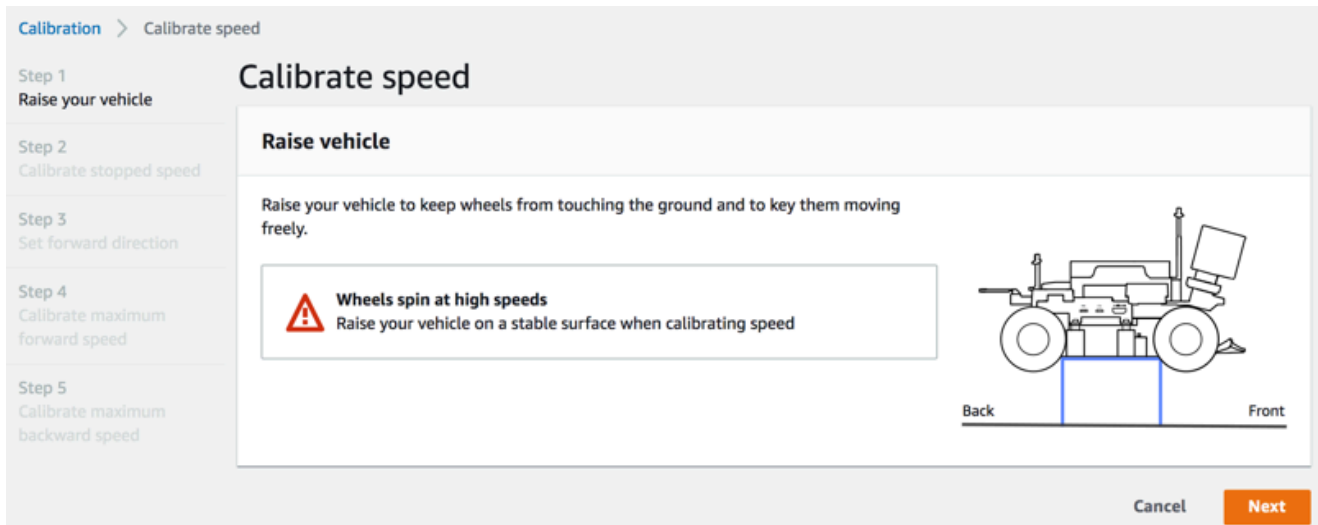 Calibration > Calibrate speed
Step 1
Raise your vehicle
Step 2
Calibrate stopped speed
Step 3
Set forward direction
Step 4
Calibrate maximum
forward speed
Step 5
Calibrate maximum
backward speed
Calibrate speed
Raise vehicle
Raise your vehicle to keep wheels from touching the ground and to key them moving
freely.
Wheels spin at high speeds
Raise your vehicle on a stable surface when calibrating speed
Back
Front
Cancel
Next